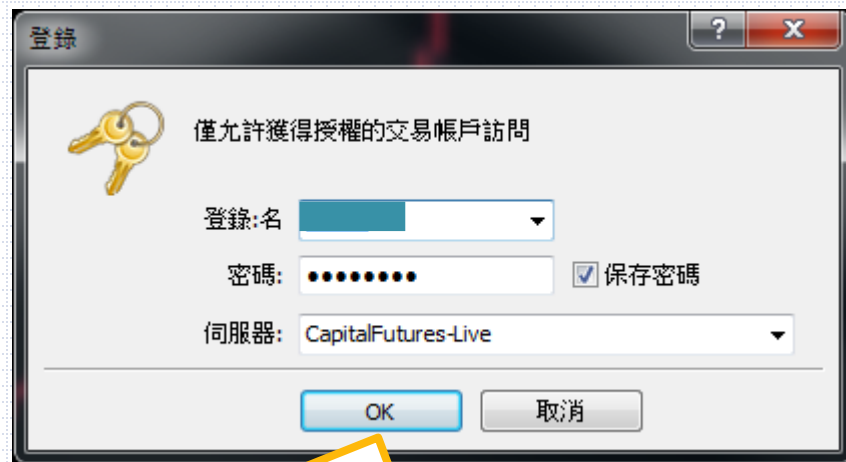 登錄
僅允許獲得授權的交易帳戶訪問
登錄:名
密碼: ●●●●●●●● 保存密碼
伺服器: CapitalFutures-Live
OK 取消